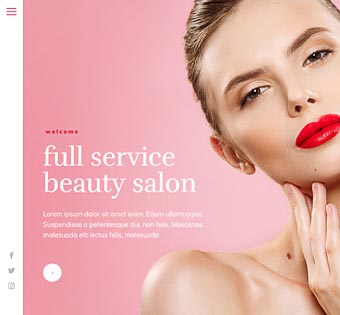 welcome
full service
beauty salon
Lorem ipsum dolor sit amet enim. Etiam ullamcorper.
Suspendisse a pellentesque dui, non felis. Maecenas
malesuada elit lectus felis, malesuada